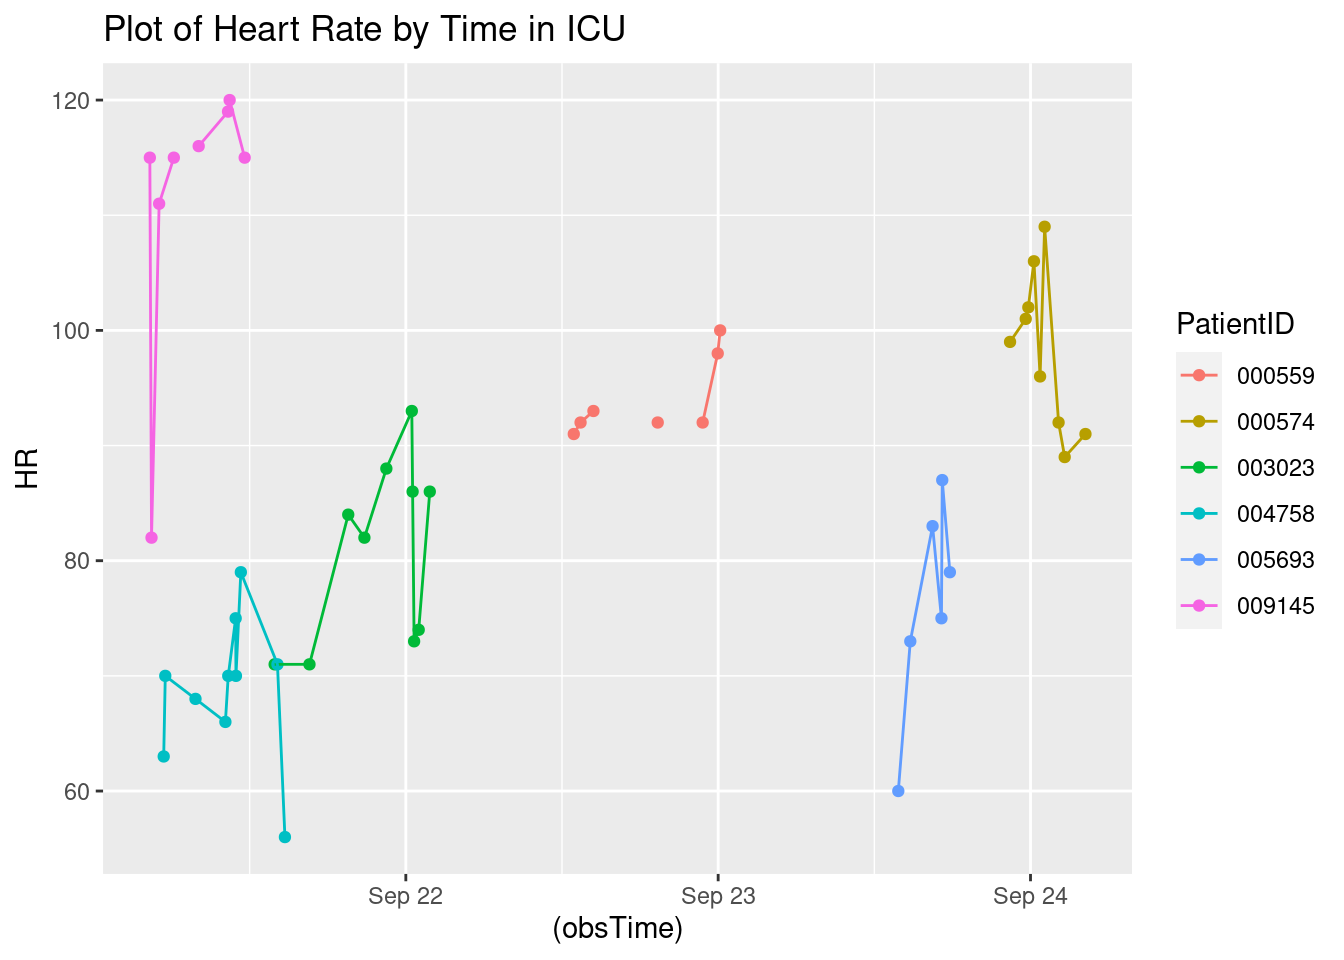 Plot of Heart Rate by Time in ICU
120
100
80
60
HR
Sep 22
Sep 23
Sep 24
(obsTime)
PatientID
000559
000574
003023
004758
005693
009145